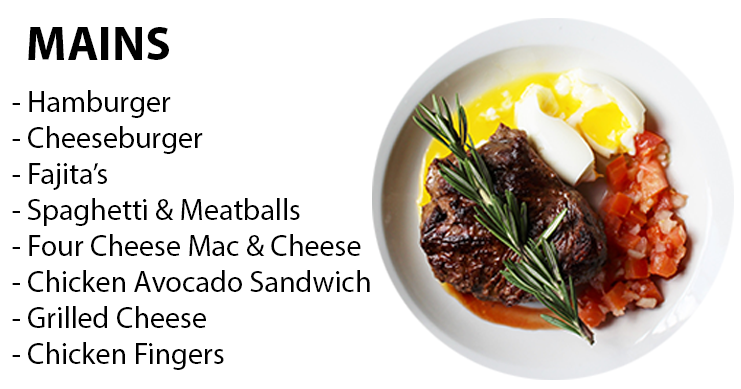 MAINS
- Hamburger
- Cheeseburger
- Fajita’s
- Spaghetti & Meatballs
- Four Cheese Mac & Cheese
- Chicken Avocado Sandwich
- Grilled Cheese
- Chicken Fingers